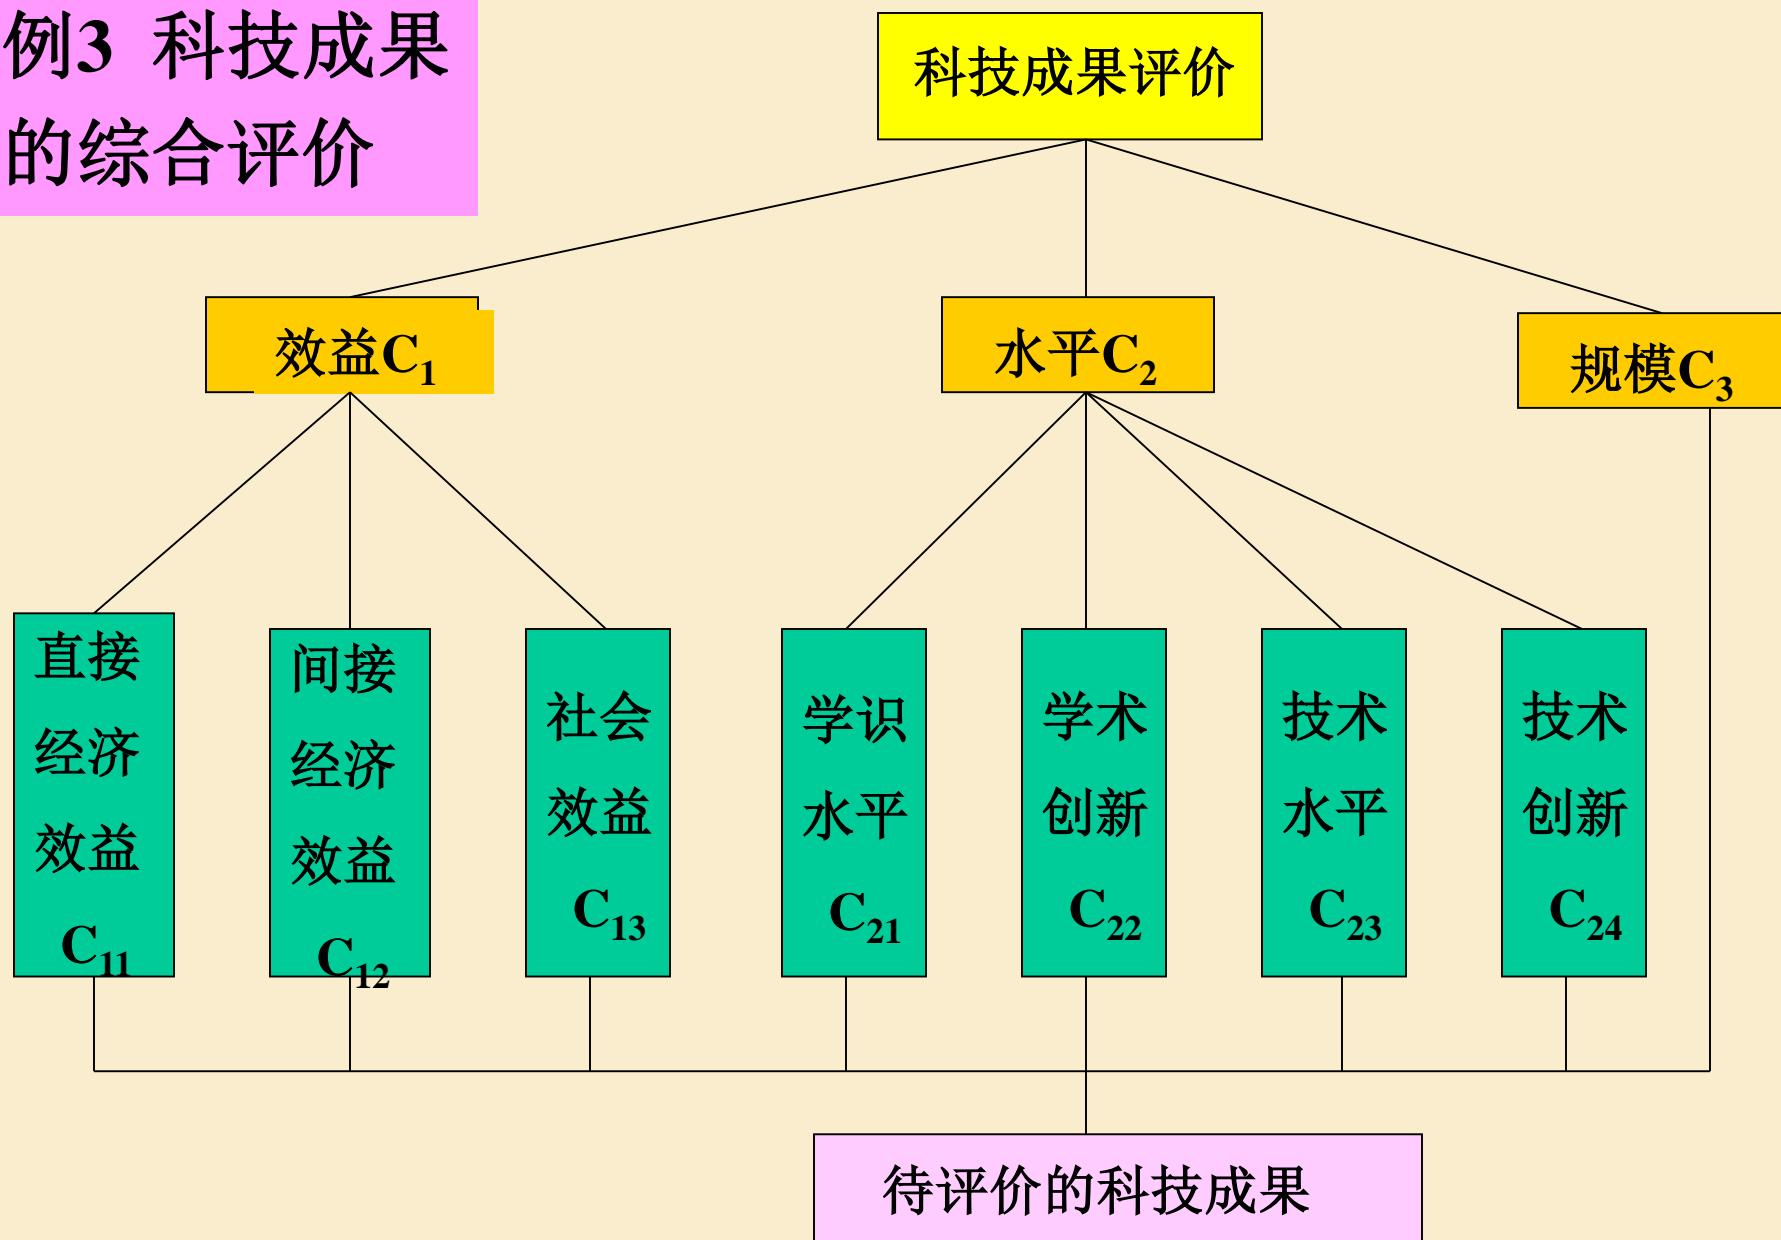 例3 科技成果
的综合评价
科技成果评价
效益C₁
水平C₂
规模C₃
直接
经济
效益
C₁₁
间接
经济
效益
C₁₂
社会
效益
C₁₃
学识
水平
C₂₁
学术
创新
C₂₂
技术
水平
C₂₃
技术
创新
C₂₄
待评价的科技成果